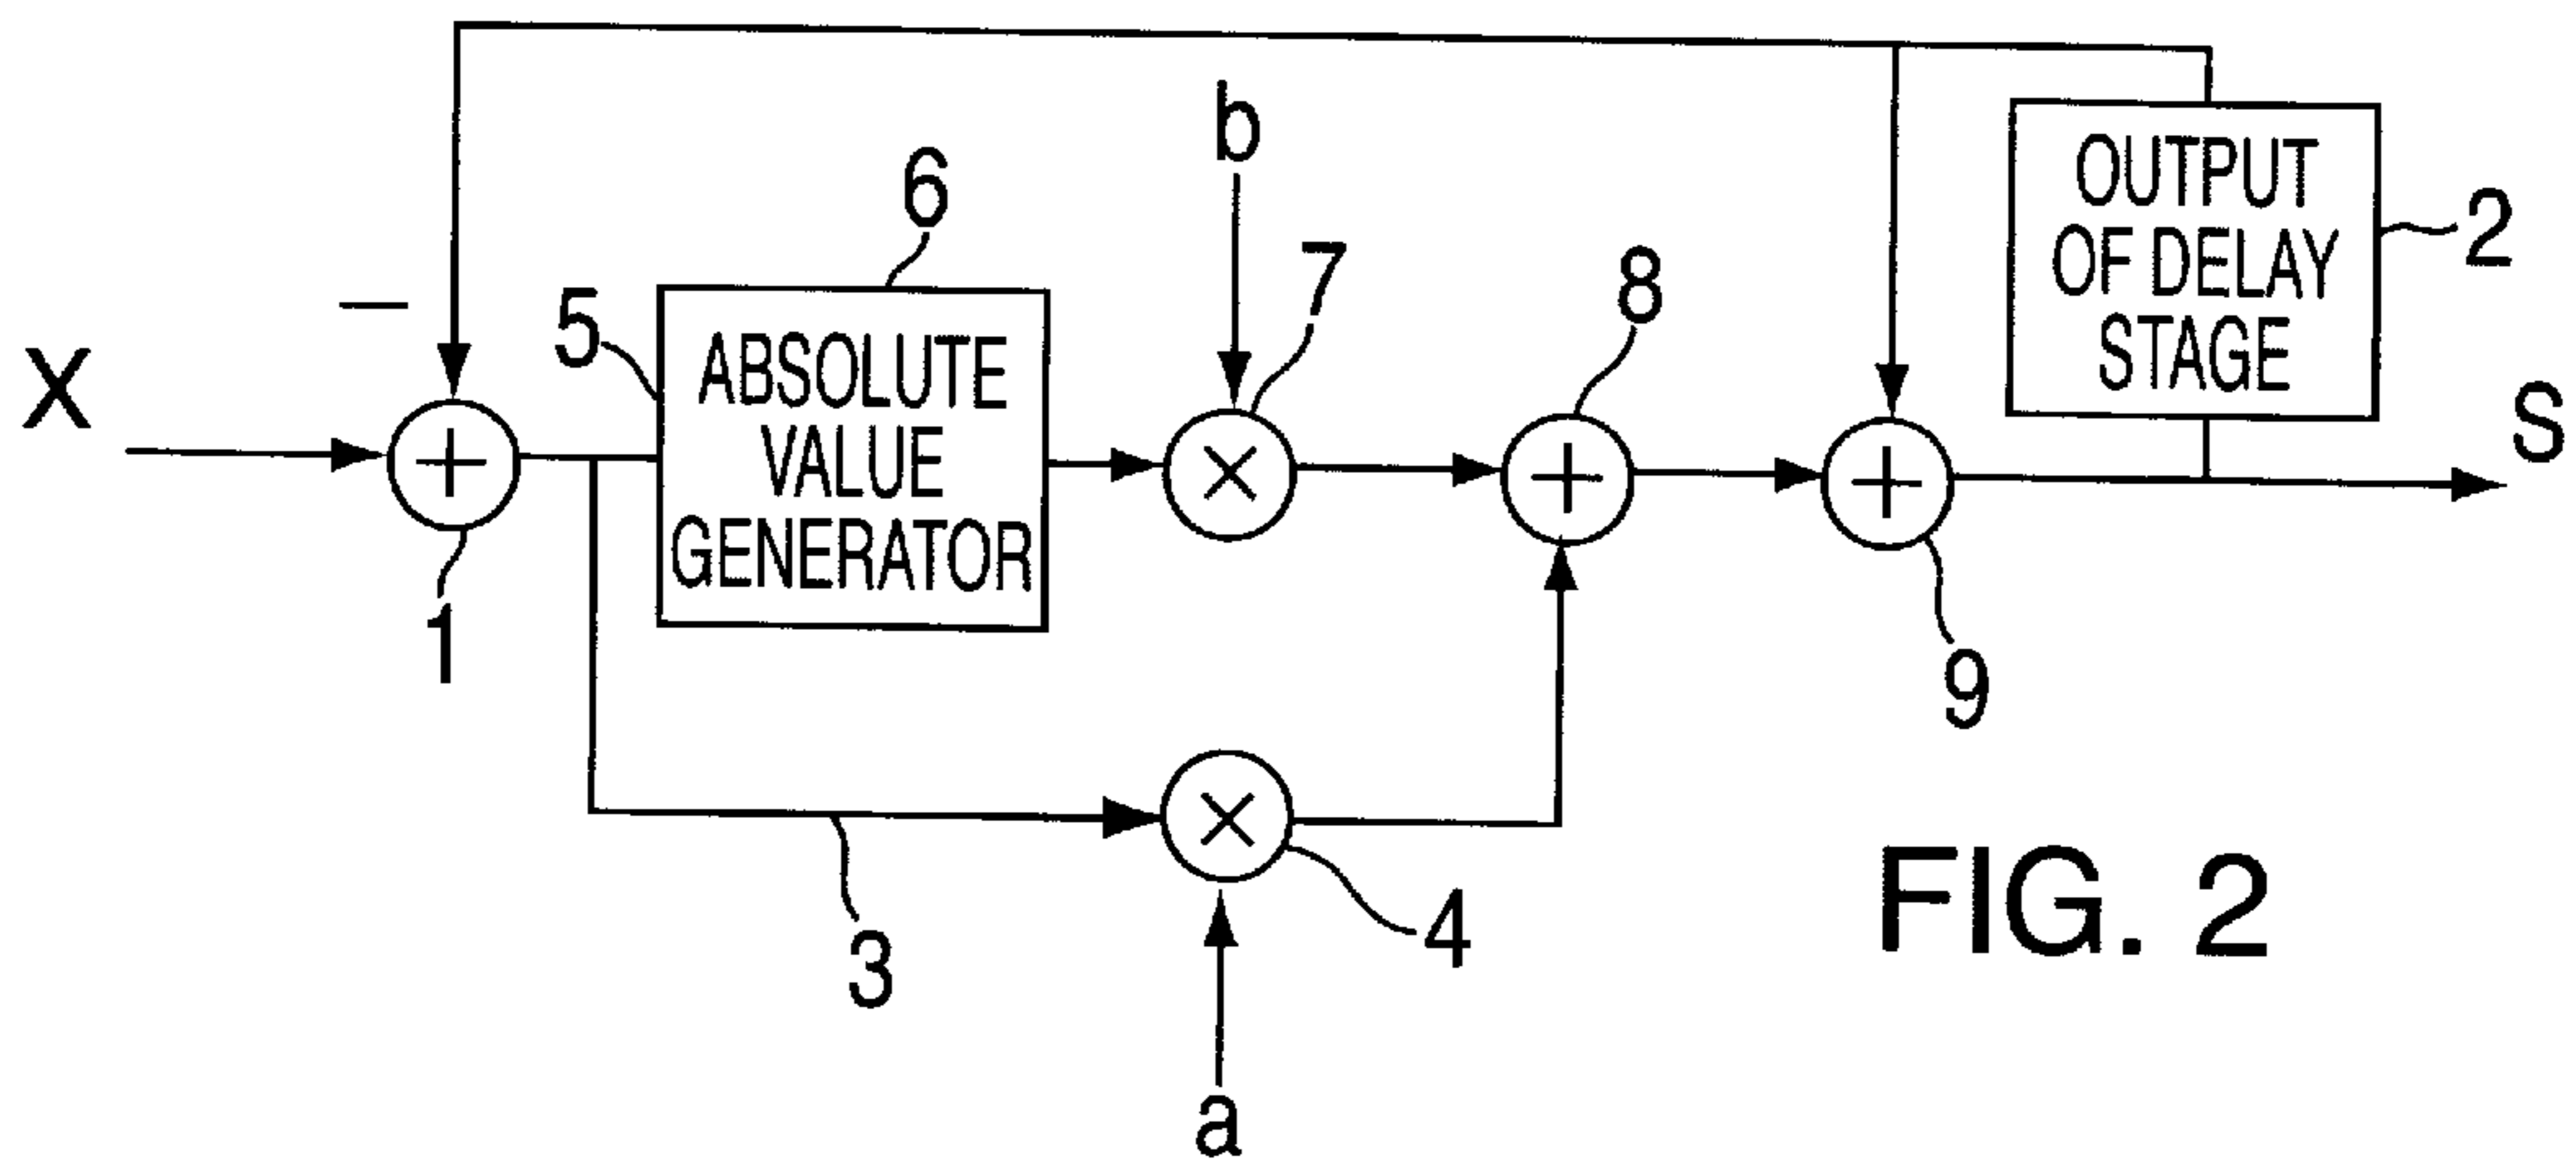 b
6
OUTPUT
OF DELAY
STAGE
2
7
8
5
X
−
ABSOLUTE
VALUE
GENERATOR
+
×
+
+
S
1
9
3
×
4
a
FIG. 2